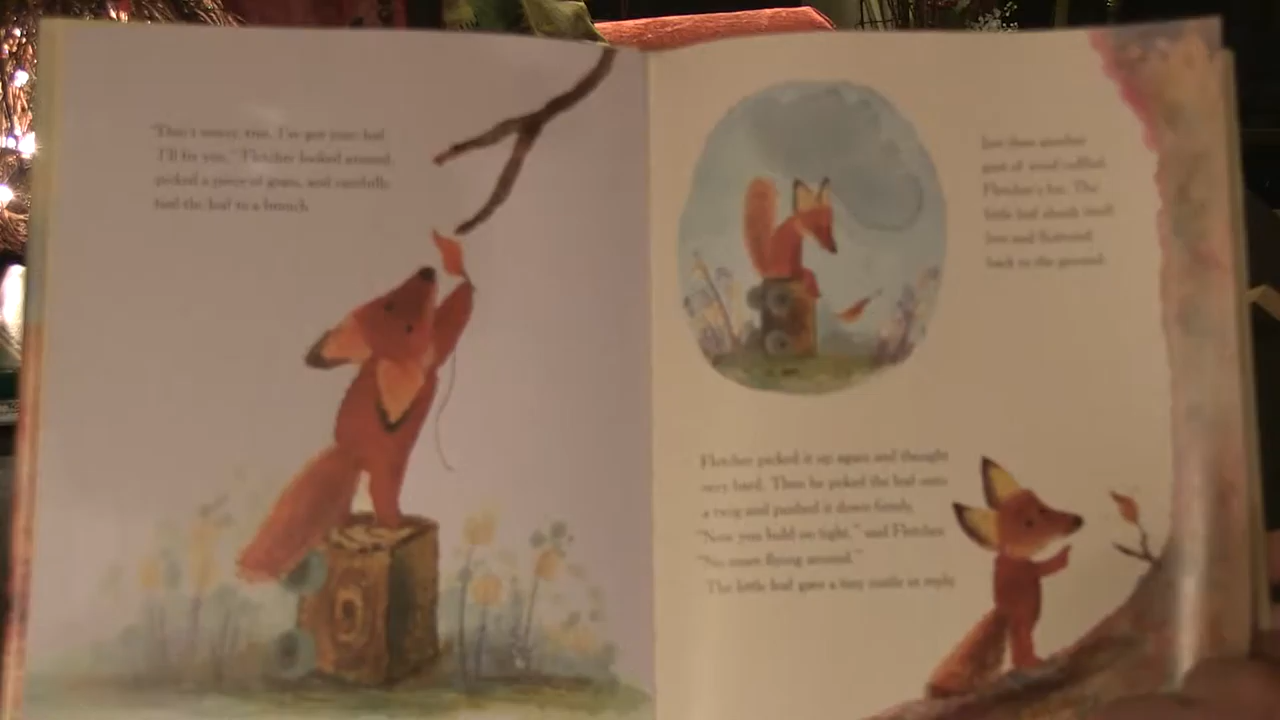 "Don't worry, tree, I've got your leaf.
I'll fix you." Fletcher looked around,
picked a piece of grass, and carefully
tied the leaf to a branch.
Just then another
gust of wind ruffled
Fletcher's fur. The
little leaf shook itself
free and fluttered
back to the ground.
Fletcher picked it up again and thought
very hard. Then he poked the leaf onto
a twig and pushed it down firmly.
"Now you hold on tight," said Fletcher.
"No more flying around."
The little leaf gave a tiny rustle in reply.